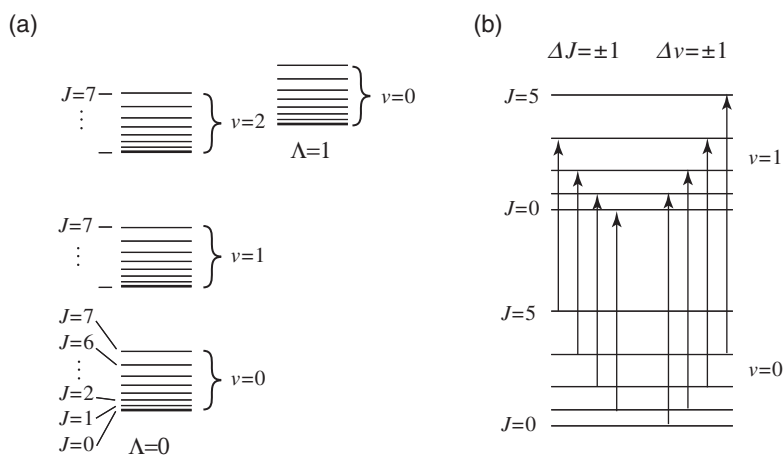 (a)
J=7
⋮
v=2
v=0
Λ=1
J=7
⋮
v=1
J=7
J=6
⋮
J=2
J=1
J=0
v=0
Λ=0
(b)
ΔJ=±1 Δv=±1
J=5
v=1
J=0
J=5
v=0
J=0